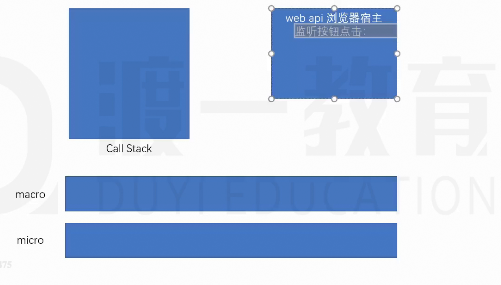 web api 浏览器宿主
监听按钮点击:
渡一教育
Call Stack
DUYI EDUCATION
macro
micro